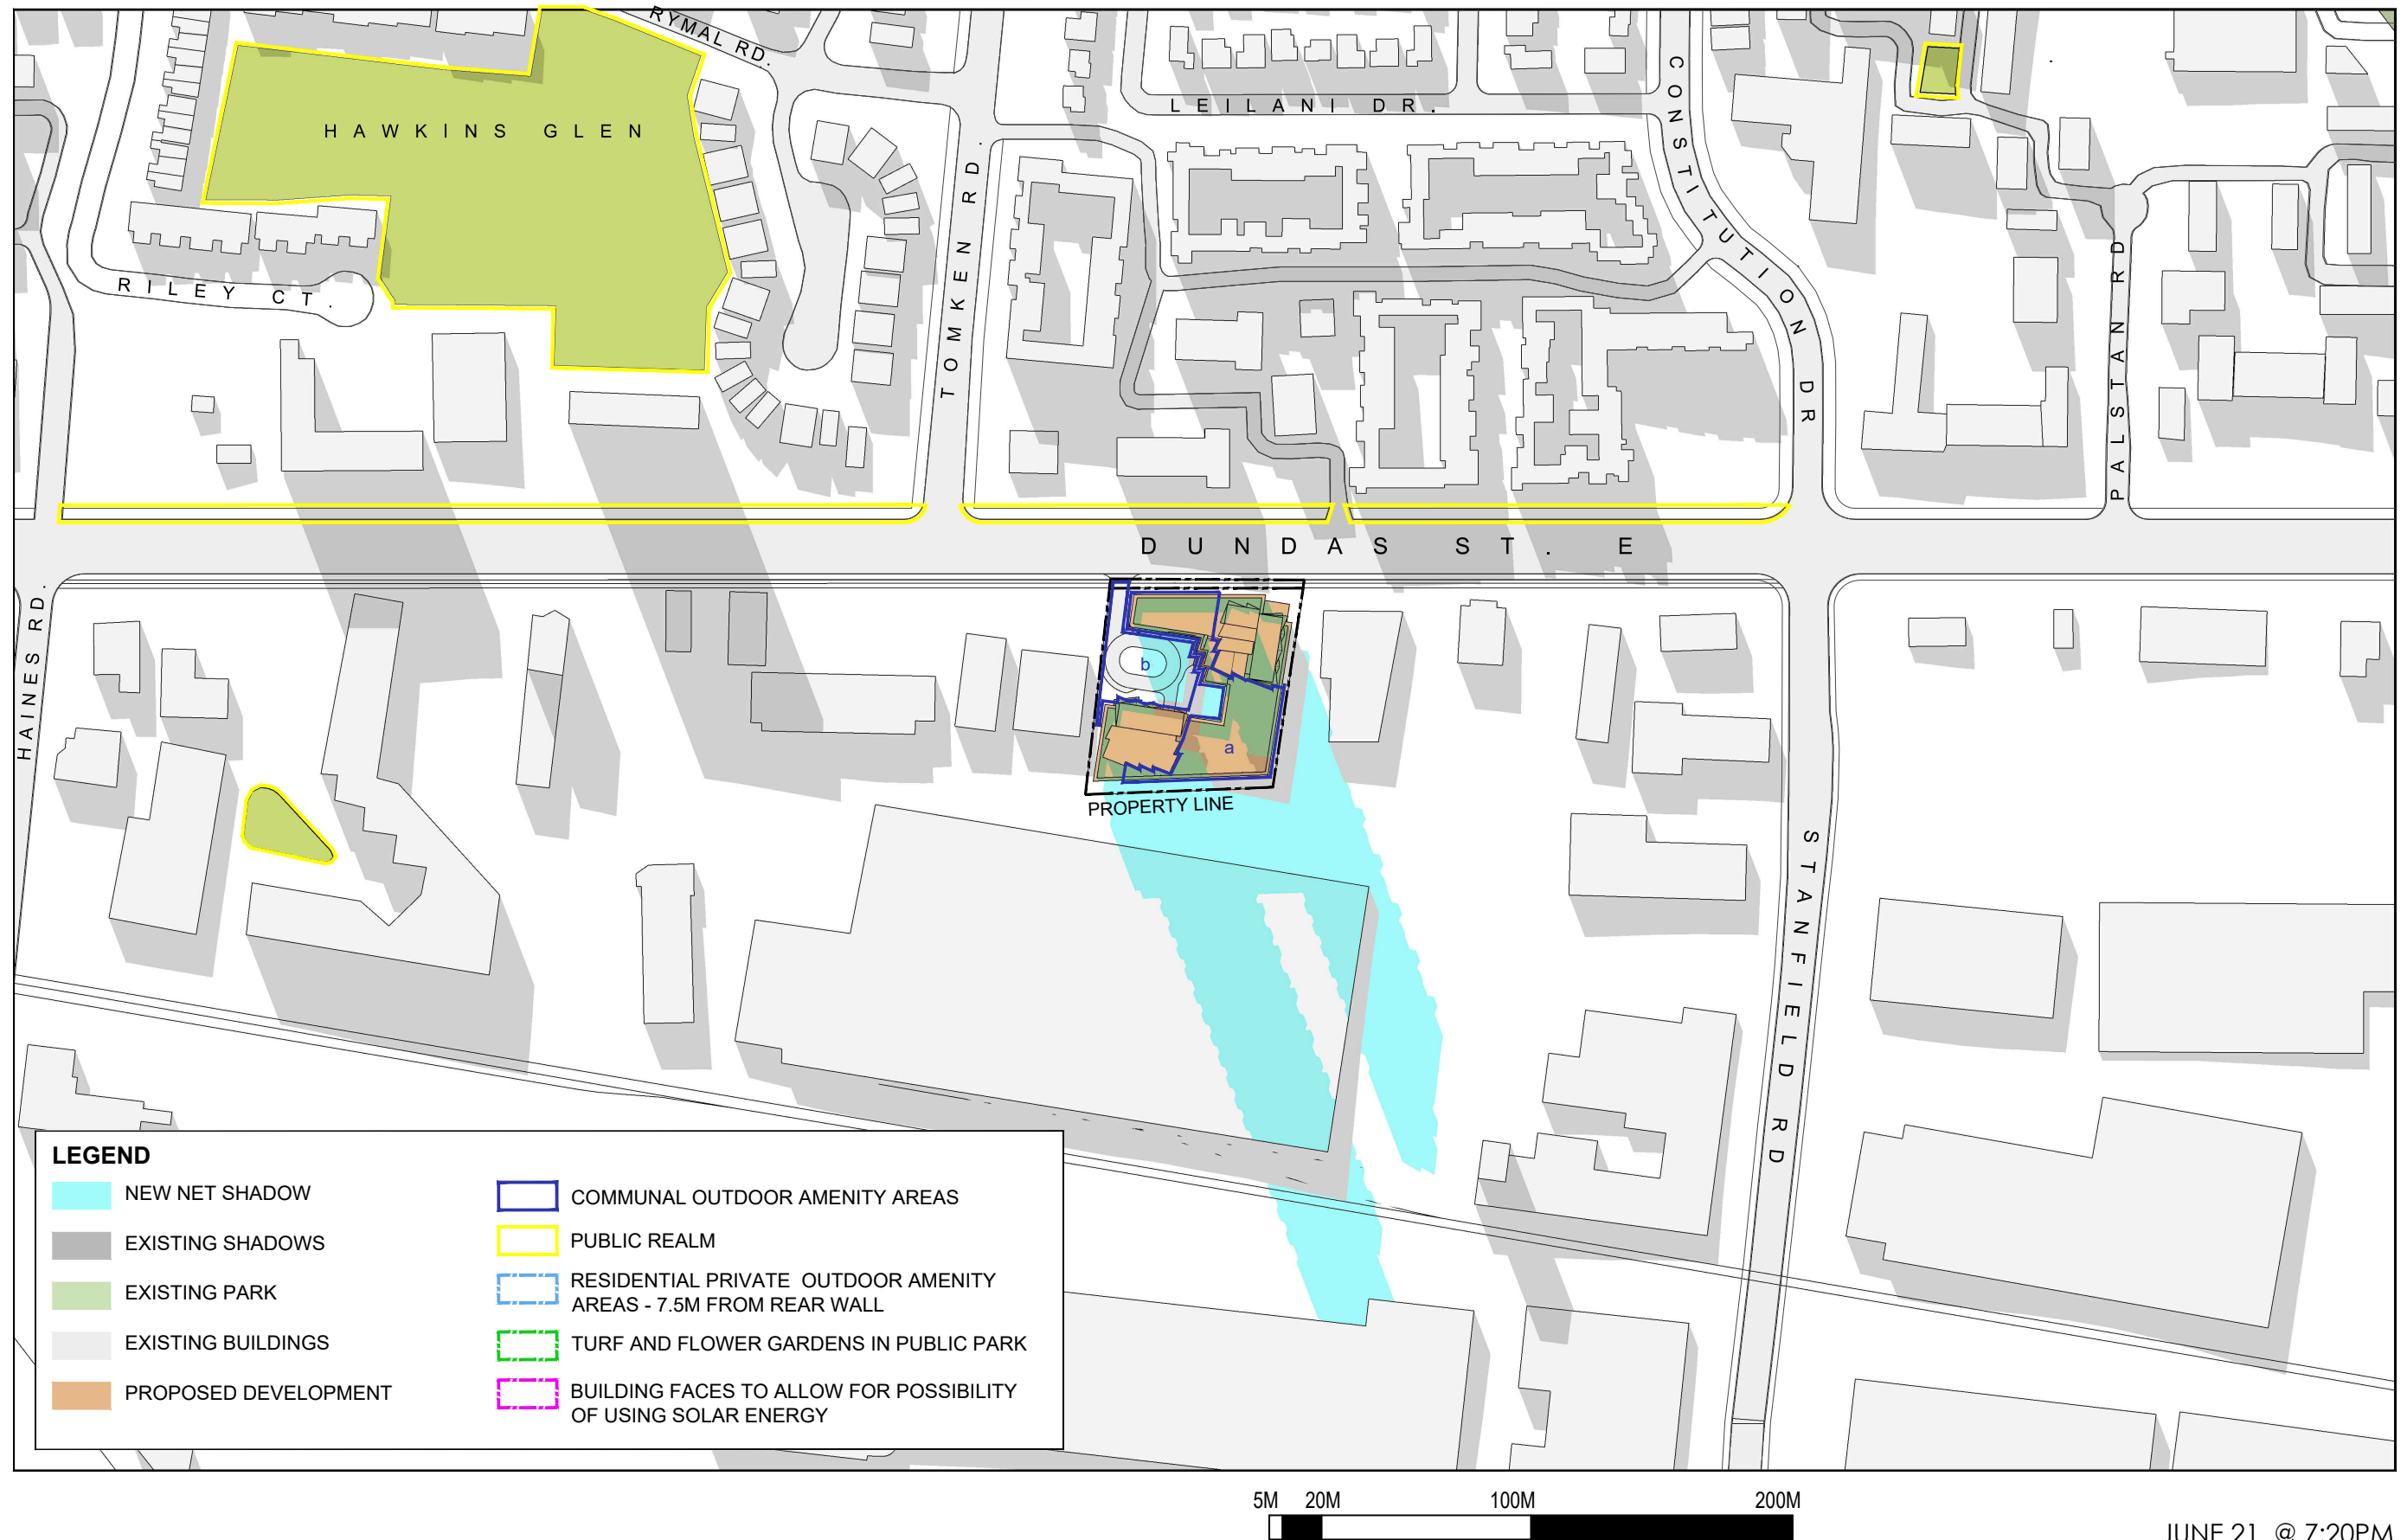 RYMAL RD.
HAWKINS GLEN
LEILANI DR.
CONSTITUTION DR
TOMKEN RD.
RILEY CT.
PALSTAN RD
DUNDAS ST. E
HAINES RD.
b
a
PROPERTY LINE
STANFIELD RD
LEGEND
NEW NET SHADOW
EXISTING SHADOWS
EXISTING PARK
EXISTING BUILDINGS
PROPOSED DEVELOPMENT
COMMUNAL OUTDOOR AMENITY AREAS
PUBLIC REALM
RESIDENTIAL PRIVATE OUTDOOR AMENITY
AREAS - 7.5M FROM REAR WALL
TURF AND FLOWER GARDENS IN PUBLIC PARK
BUILDING FACES TO ALLOW FOR POSSIBILITY
OF USING SOLAR ENERGY
5M 20M 100M 200M
JUNE 21 @ 7:20PM